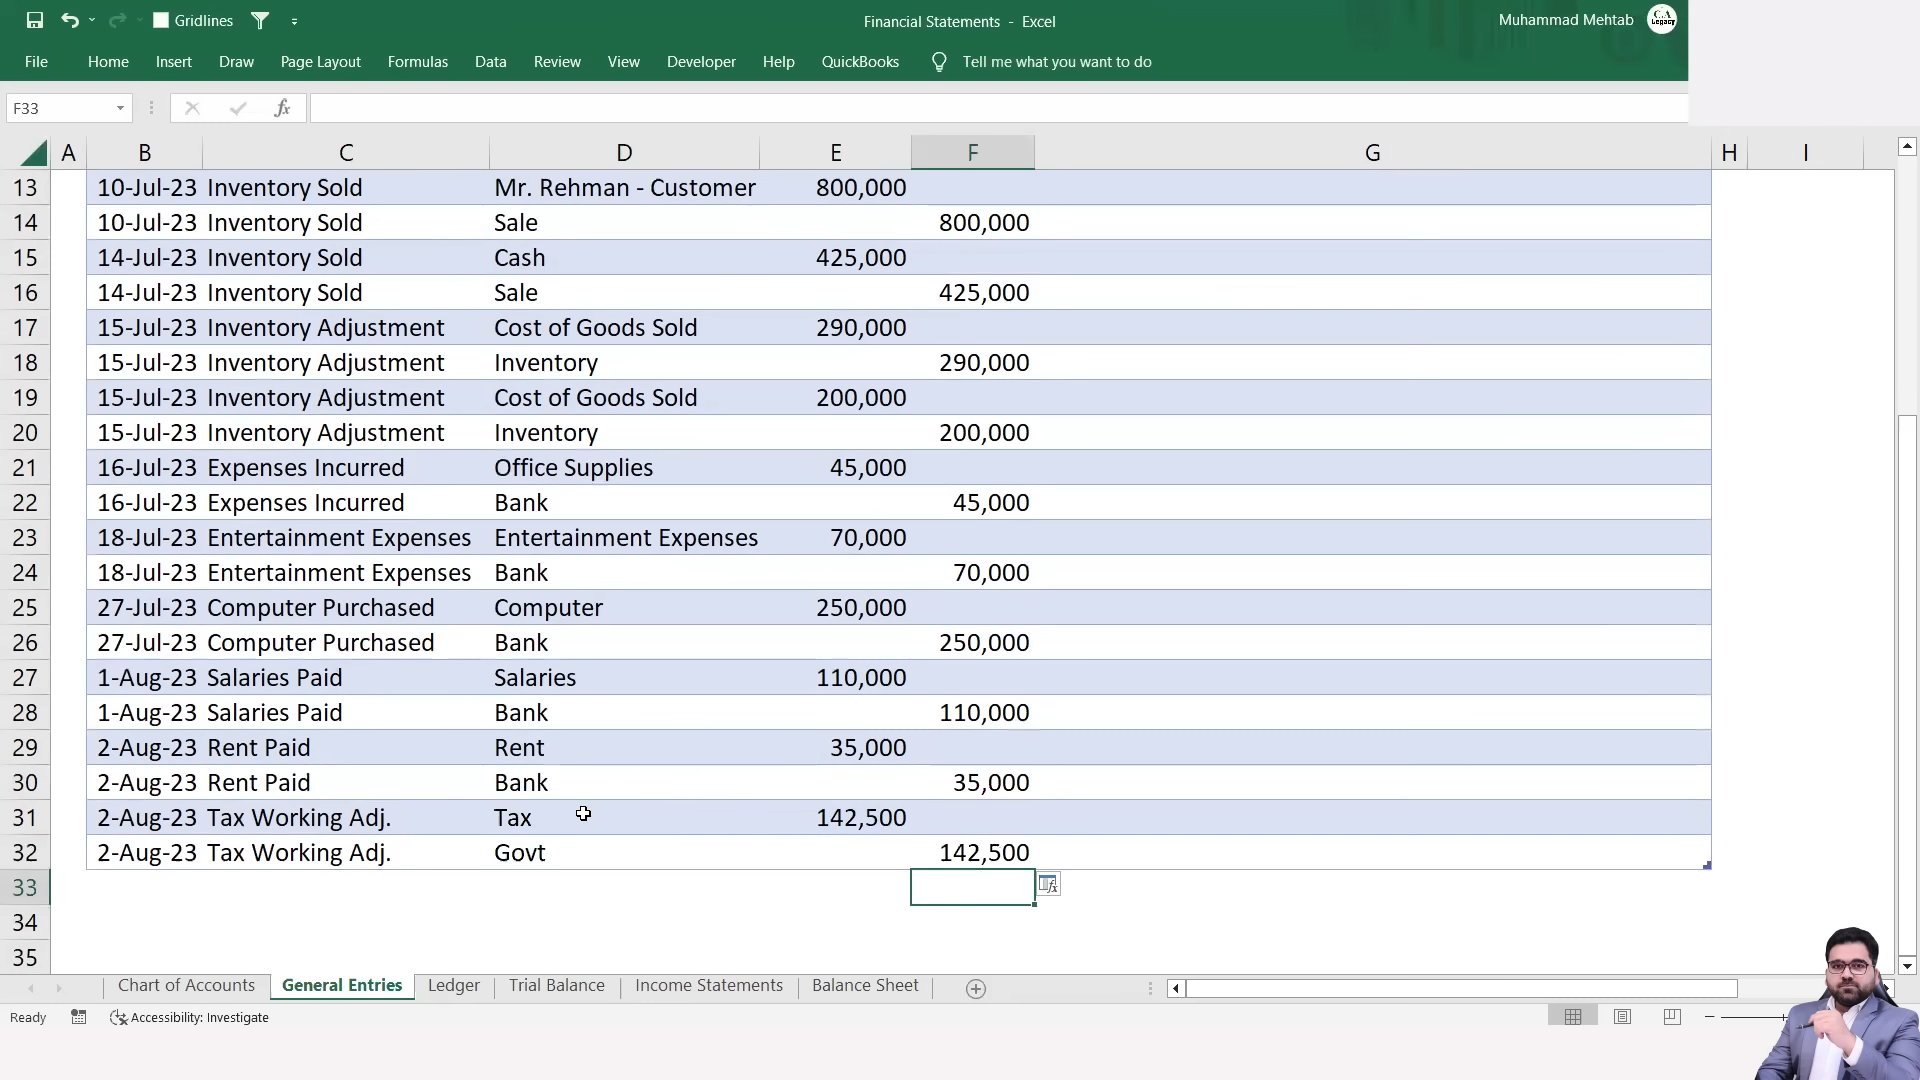 Gridlines
Financial Statements - Excel
Muhammad Mehtab
CA Legacy
File Home Insert Draw Page Layout Formulas Data Review View Developer Help QuickBooks Tell me what you want to do
F33 fx
A B C D E F G H I
13 10-Jul-23 Inventory Sold Mr. Rehman - Customer 800,000
14 10-Jul-23 Inventory Sold Sale 800,000
15 14-Jul-23 Inventory Sold Cash 425,000
16 14-Jul-23 Inventory Sold Sale 425,000
17 15-Jul-23 Inventory Adjustment Cost of Goods Sold 290,000
18 15-Jul-23 Inventory Adjustment Inventory 290,000
19 15-Jul-23 Inventory Adjustment Cost of Goods Sold 200,000
20 15-Jul-23 Inventory Adjustment Inventory 200,000
21 16-Jul-23 Expenses Incurred Office Supplies 45,000
22 16-Jul-23 Expenses Incurred Bank 45,000
23 18-Jul-23 Entertainment Expenses Entertainment Expenses 70,000
24 18-Jul-23 Entertainment Expenses Bank 70,000
25 27-Jul-23 Computer Purchased Computer 250,000
26 27-Jul-23 Computer Purchased Bank 250,000
27 1-Aug-23 Salaries Paid Salaries 110,000
28 1-Aug-23 Salaries Paid Bank 110,000
29 2-Aug-23 Rent Paid Rent 35,000
30 2-Aug-23 Rent Paid Bank 35,000
31 2-Aug-23 Tax Working Adj. Tax 142,500
32 2-Aug-23 Tax Working Adj. Govt 142,500
33
34
35
Chart of Accounts General Entries Ledger Trial Balance Income Statements Balance Sheet
Ready Accessibility: Investigate